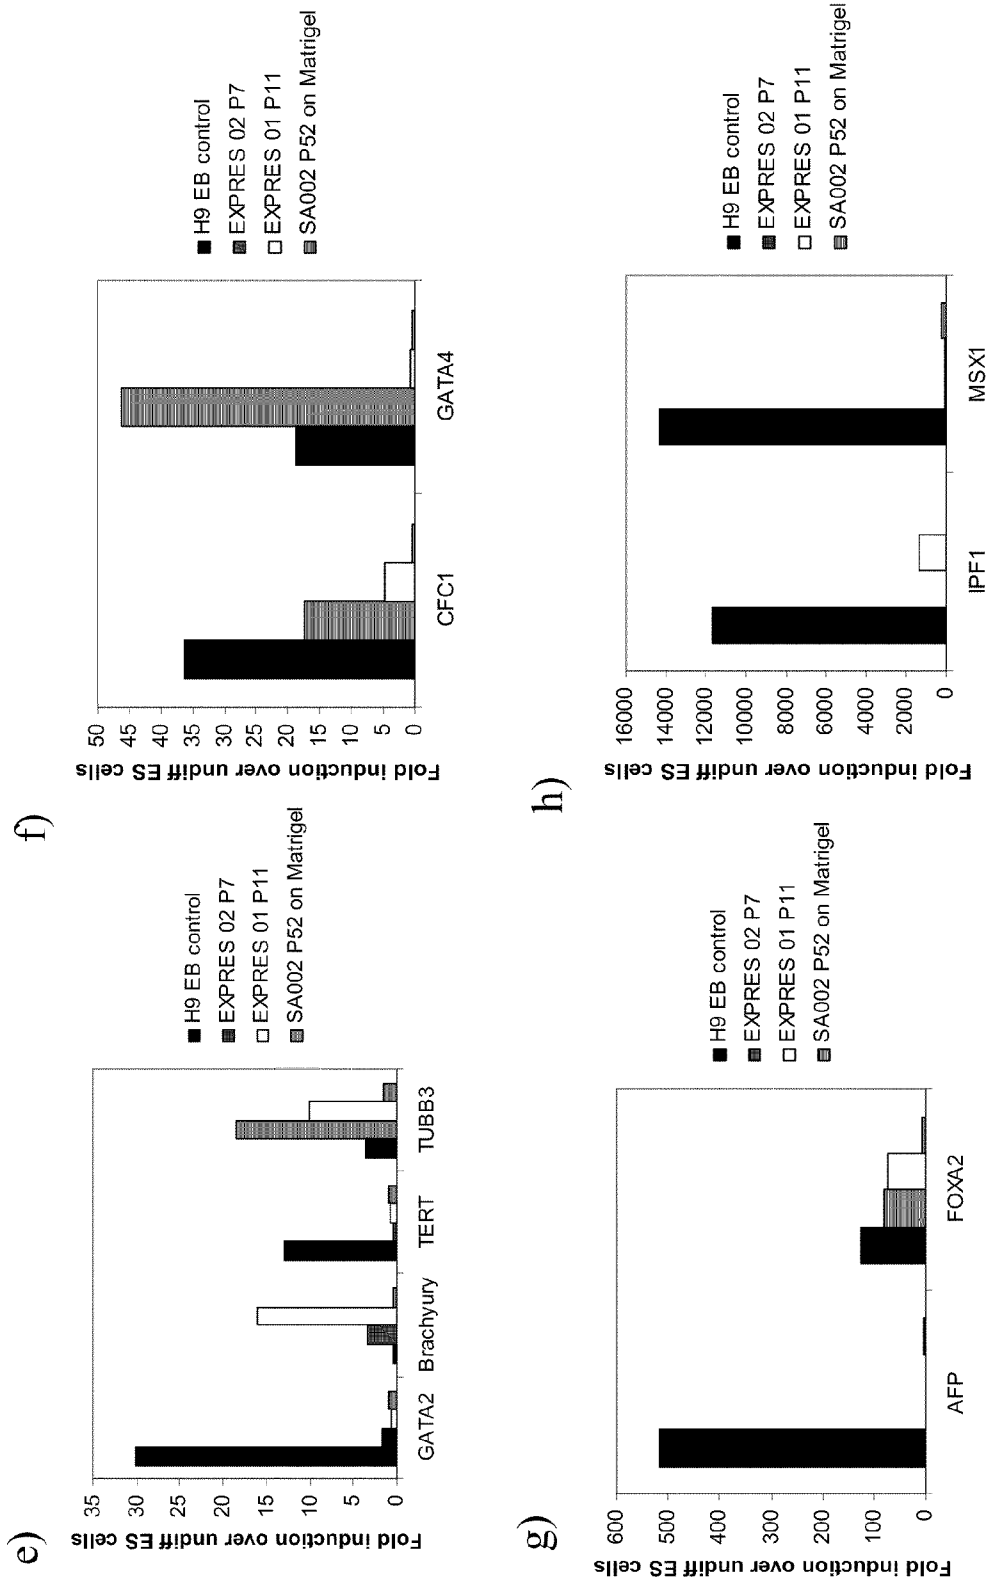 e)
Fold induction over undiff ES cells
35
30
25
20
15
10
5
0
GATA2
Brachyury
TERT
TUBB3
H9 EB control
EXPRES 02 P7
EXPRES 01 P11
SA002 P52 on Matrigel
f)
Fold induction over undiff ES cells
50
45
40
35
30
25
20
15
10
5
0
CFC1
GATA4
H9 EB control
EXPRES 02 P7
EXPRES 01 P11
SA002 P52 on Matrigel
g)
Fold induction over undiff ES cells
600
500
400
300
200
100
0
AFP
FOXA2
H9 EB control
EXPRES 02 P7
EXPRES 01 P11
SA002 P52 on Matrigel
h)
Fold induction over undiff ES cells
16000
14000
12000
10000
8000
6000
4000
2000
0
IPF1
MSX1
H9 EB control
EXPRES 02 P7
EXPRES 01 P11
SA002 P52 on Matrigel